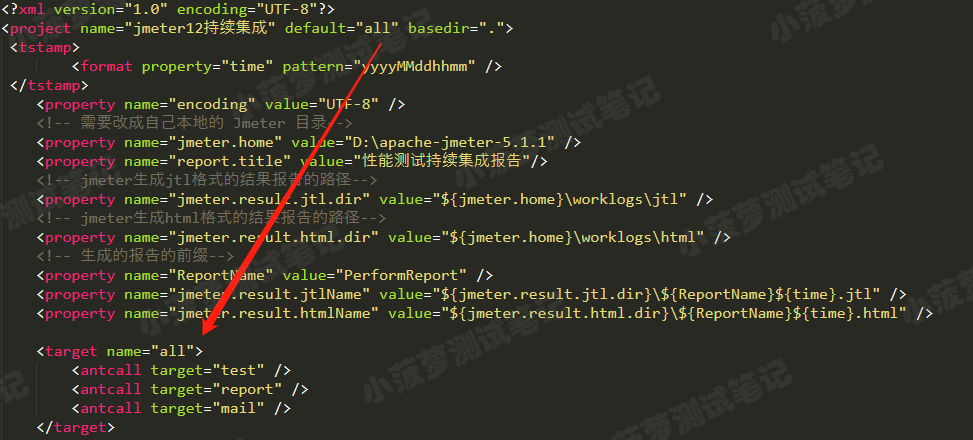 <?xml version="1.0" encoding="UTF-8"?>
<project name="jmeter12持续集成" default="all" basedir=".">
<tstamp>
<format property="time" pattern="yyyyMMddhhmm" />
</tstamp>
<property name="encoding" value="UTF-8" />
<!-- 需要改成自己本地的 Jmeter 目录-->
<property name="jmeter.home" value="D:\apache-jmeter-5.1.1" />
<property name="report.title" value="性能测试持续集成报告"/>
<!-- jmeter生成jtl格式的结果报告的路径-->
<property name="jmeter.result.jtl.dir" value="${jmeter.home}\worklogs\jtl" />
<!-- jmeter生成html格式的结果报告的路径-->
<property name="jmeter.result.html.dir" value="${jmeter.home}\worklogs\html" />
<!-- 生成的报告的前缀-->
<property name="ReportName" value="PerformReport" />
<property name="jmeter.result.jtlName" value="${jmeter.result.jtl.dir}\${ReportName}${time}.jtl" />
<property name="jmeter.result.htmlName" value="${jmeter.result.html.dir}\${ReportName}${time}.html" />
<target name="all">
<antcall target="test" />
<antcall target="report" />
<antcall target="mail" />
</target>
小菠萝测试笔记